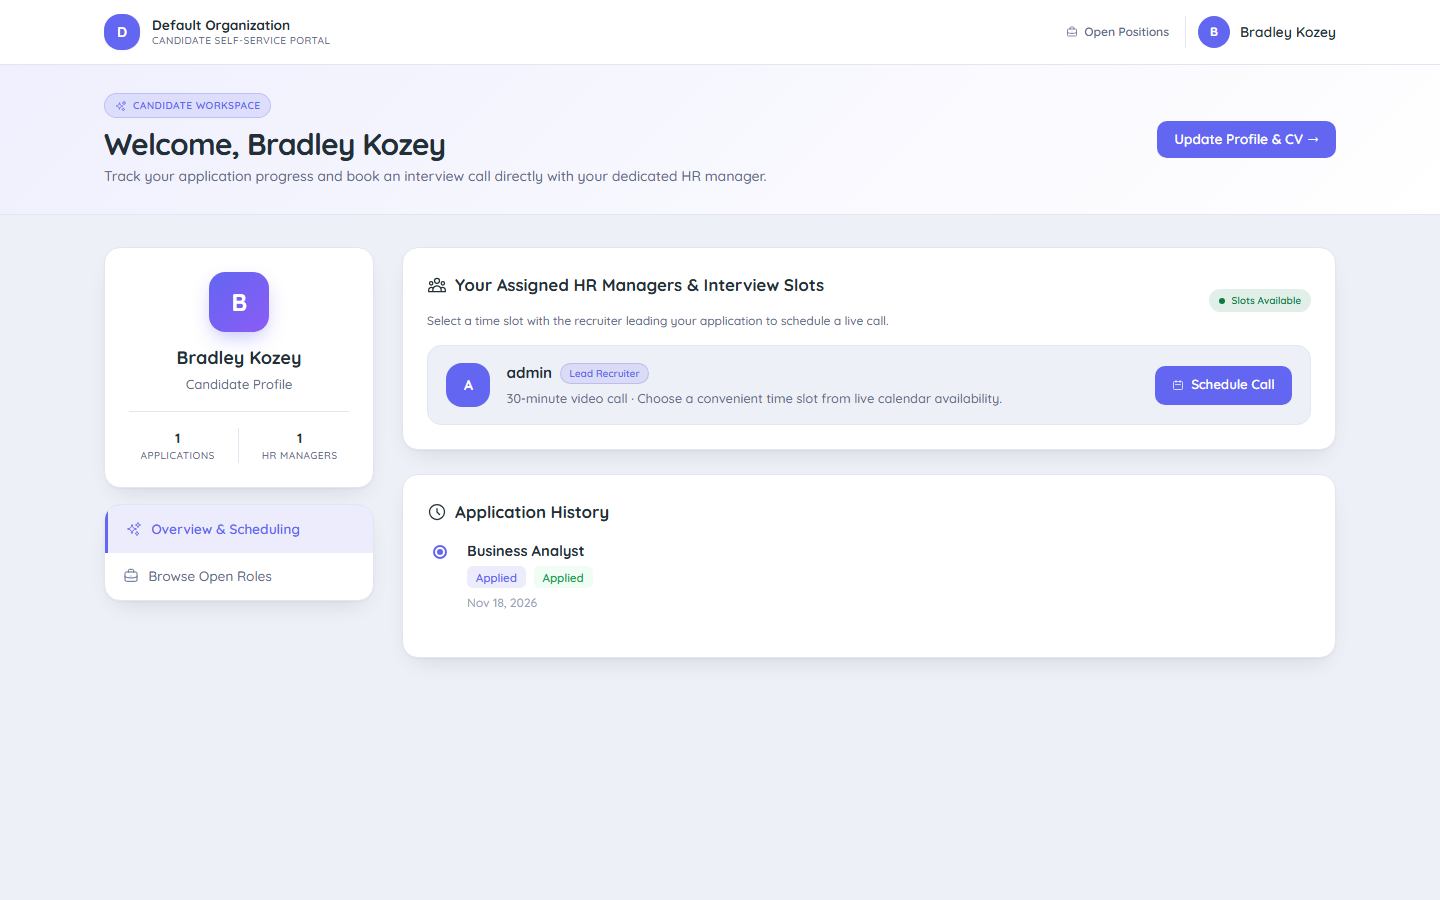 D
Default Organization
CANDIDATE SELF-SERVICE PORTAL
Open Positions
B
Bradley Kozey
CANDIDATE WORKSPACE
Welcome, Bradley Kozey
Track your application progress and book an interview call directly with your dedicated HR manager.
Update Profile & CV →
B
Bradley Kozey
Candidate Profile
1
APPLICATIONS
1
HR MANAGERS
Overview & Scheduling
Browse Open Roles
Your Assigned HR Managers & Interview Slots
Select a time slot with the recruiter leading your application to schedule a live call.
Slots Available
A
admin Lead Recruiter
30-minute video call · Choose a convenient time slot from live calendar availability.
Schedule Call
Application History
Business Analyst
Applied Applied
Nov 18, 2026